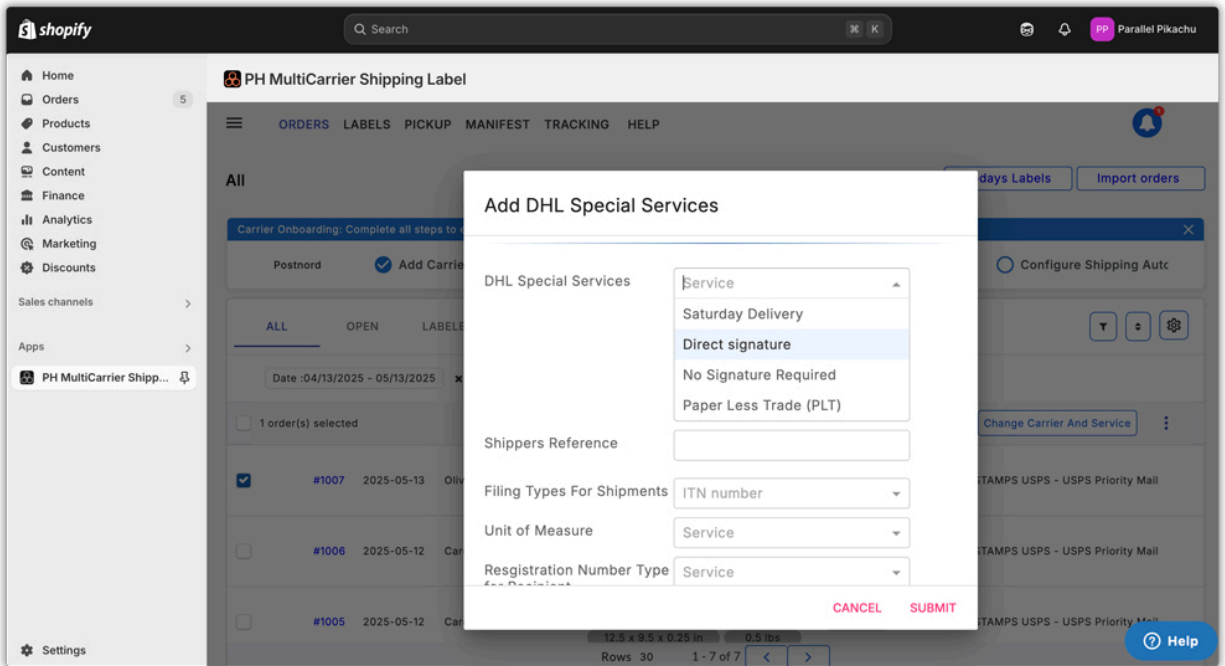 shopify
Search
⌘ K
PP Parallel Pikachu
Home
Orders 5
Products
Customers
Content
Finance
Analytics
Marketing
Discounts
Sales channels
Apps
PH MultiCarrier Shipp...
Settings
PH MultiCarrier Shipping Label
ORDERS LABELS PICKUP MANIFEST TRACKING HELP
All
days Labels
Import orders
Carrier Onboarding: Complete all steps to
Postnord
Add Carrie
Configure Shipping Autc
ALL OPEN LABELE
Date :04/13/2025 - 05/13/2025
1 order(s) selected
Change Carrier And Service
#1007 2025-05-13 Oliv
STAMPS USPS - USPS Priority Mail
#1006 2025-05-12 Car
STAMPS USPS - USPS Priority Mail
#1005 2025-05-12 Car
12.5 x 9.5 x 0.25 in 0.5 lbs
Rows 30 1 - 7 of 7
Add DHL Special Services
DHL Special Services
Service
Saturday Delivery
Direct signature
No Signature Required
Paper Less Trade (PLT)
Shippers Reference
Filing Types For Shipments
ITN number
Unit of Measure
Service
Resgistration Number Type
Service
CANCEL SUBMIT
Help